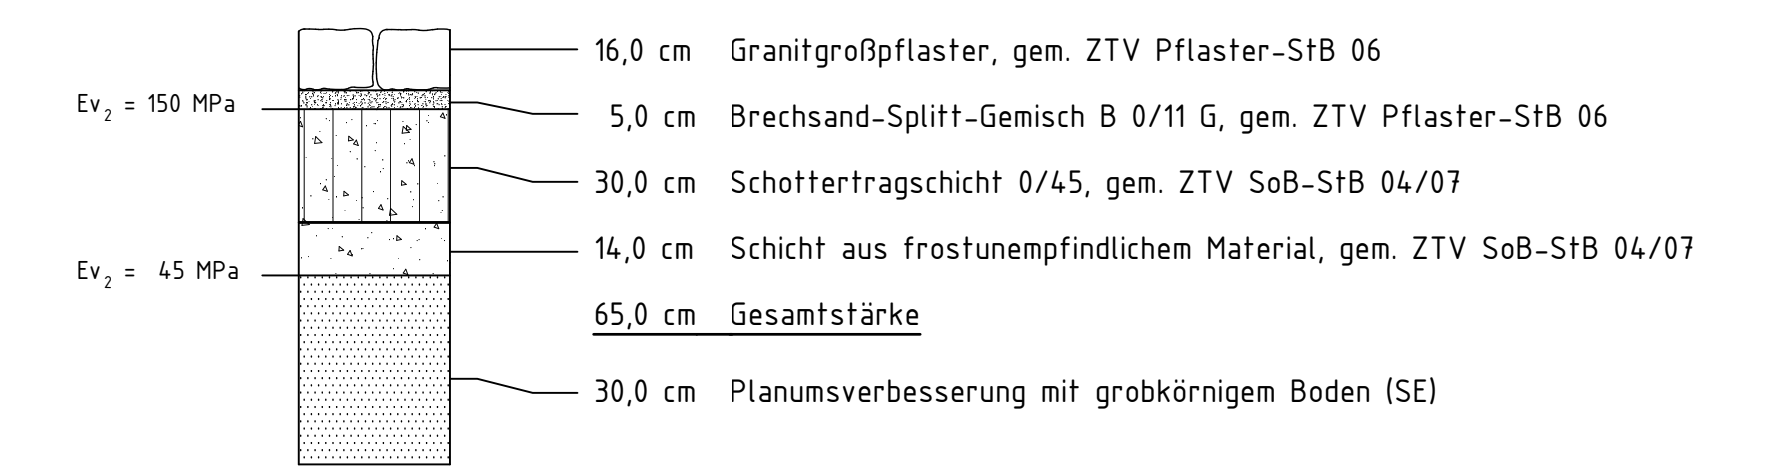 16,0 cm Granitgroßpflaster, gem. ZTV Pflaster-StB 06
Ev₂ = 150 MPa
5,0 cm Brechsand-Splitt-Gemisch B 0/11 G, gem. ZTV Pflaster-StB 06
30,0 cm Schottertragschicht 0/45, gem. ZTV SoB-StB 04/07
14,0 cm Schicht aus frostunempfindlichem Material, gem. ZTV SoB-StB 04/07
Ev₂ = 45 MPa
65,0 cm Gesamtstärke
30,0 cm Planumsverbesserung mit grobkörnigem Boden (SE)